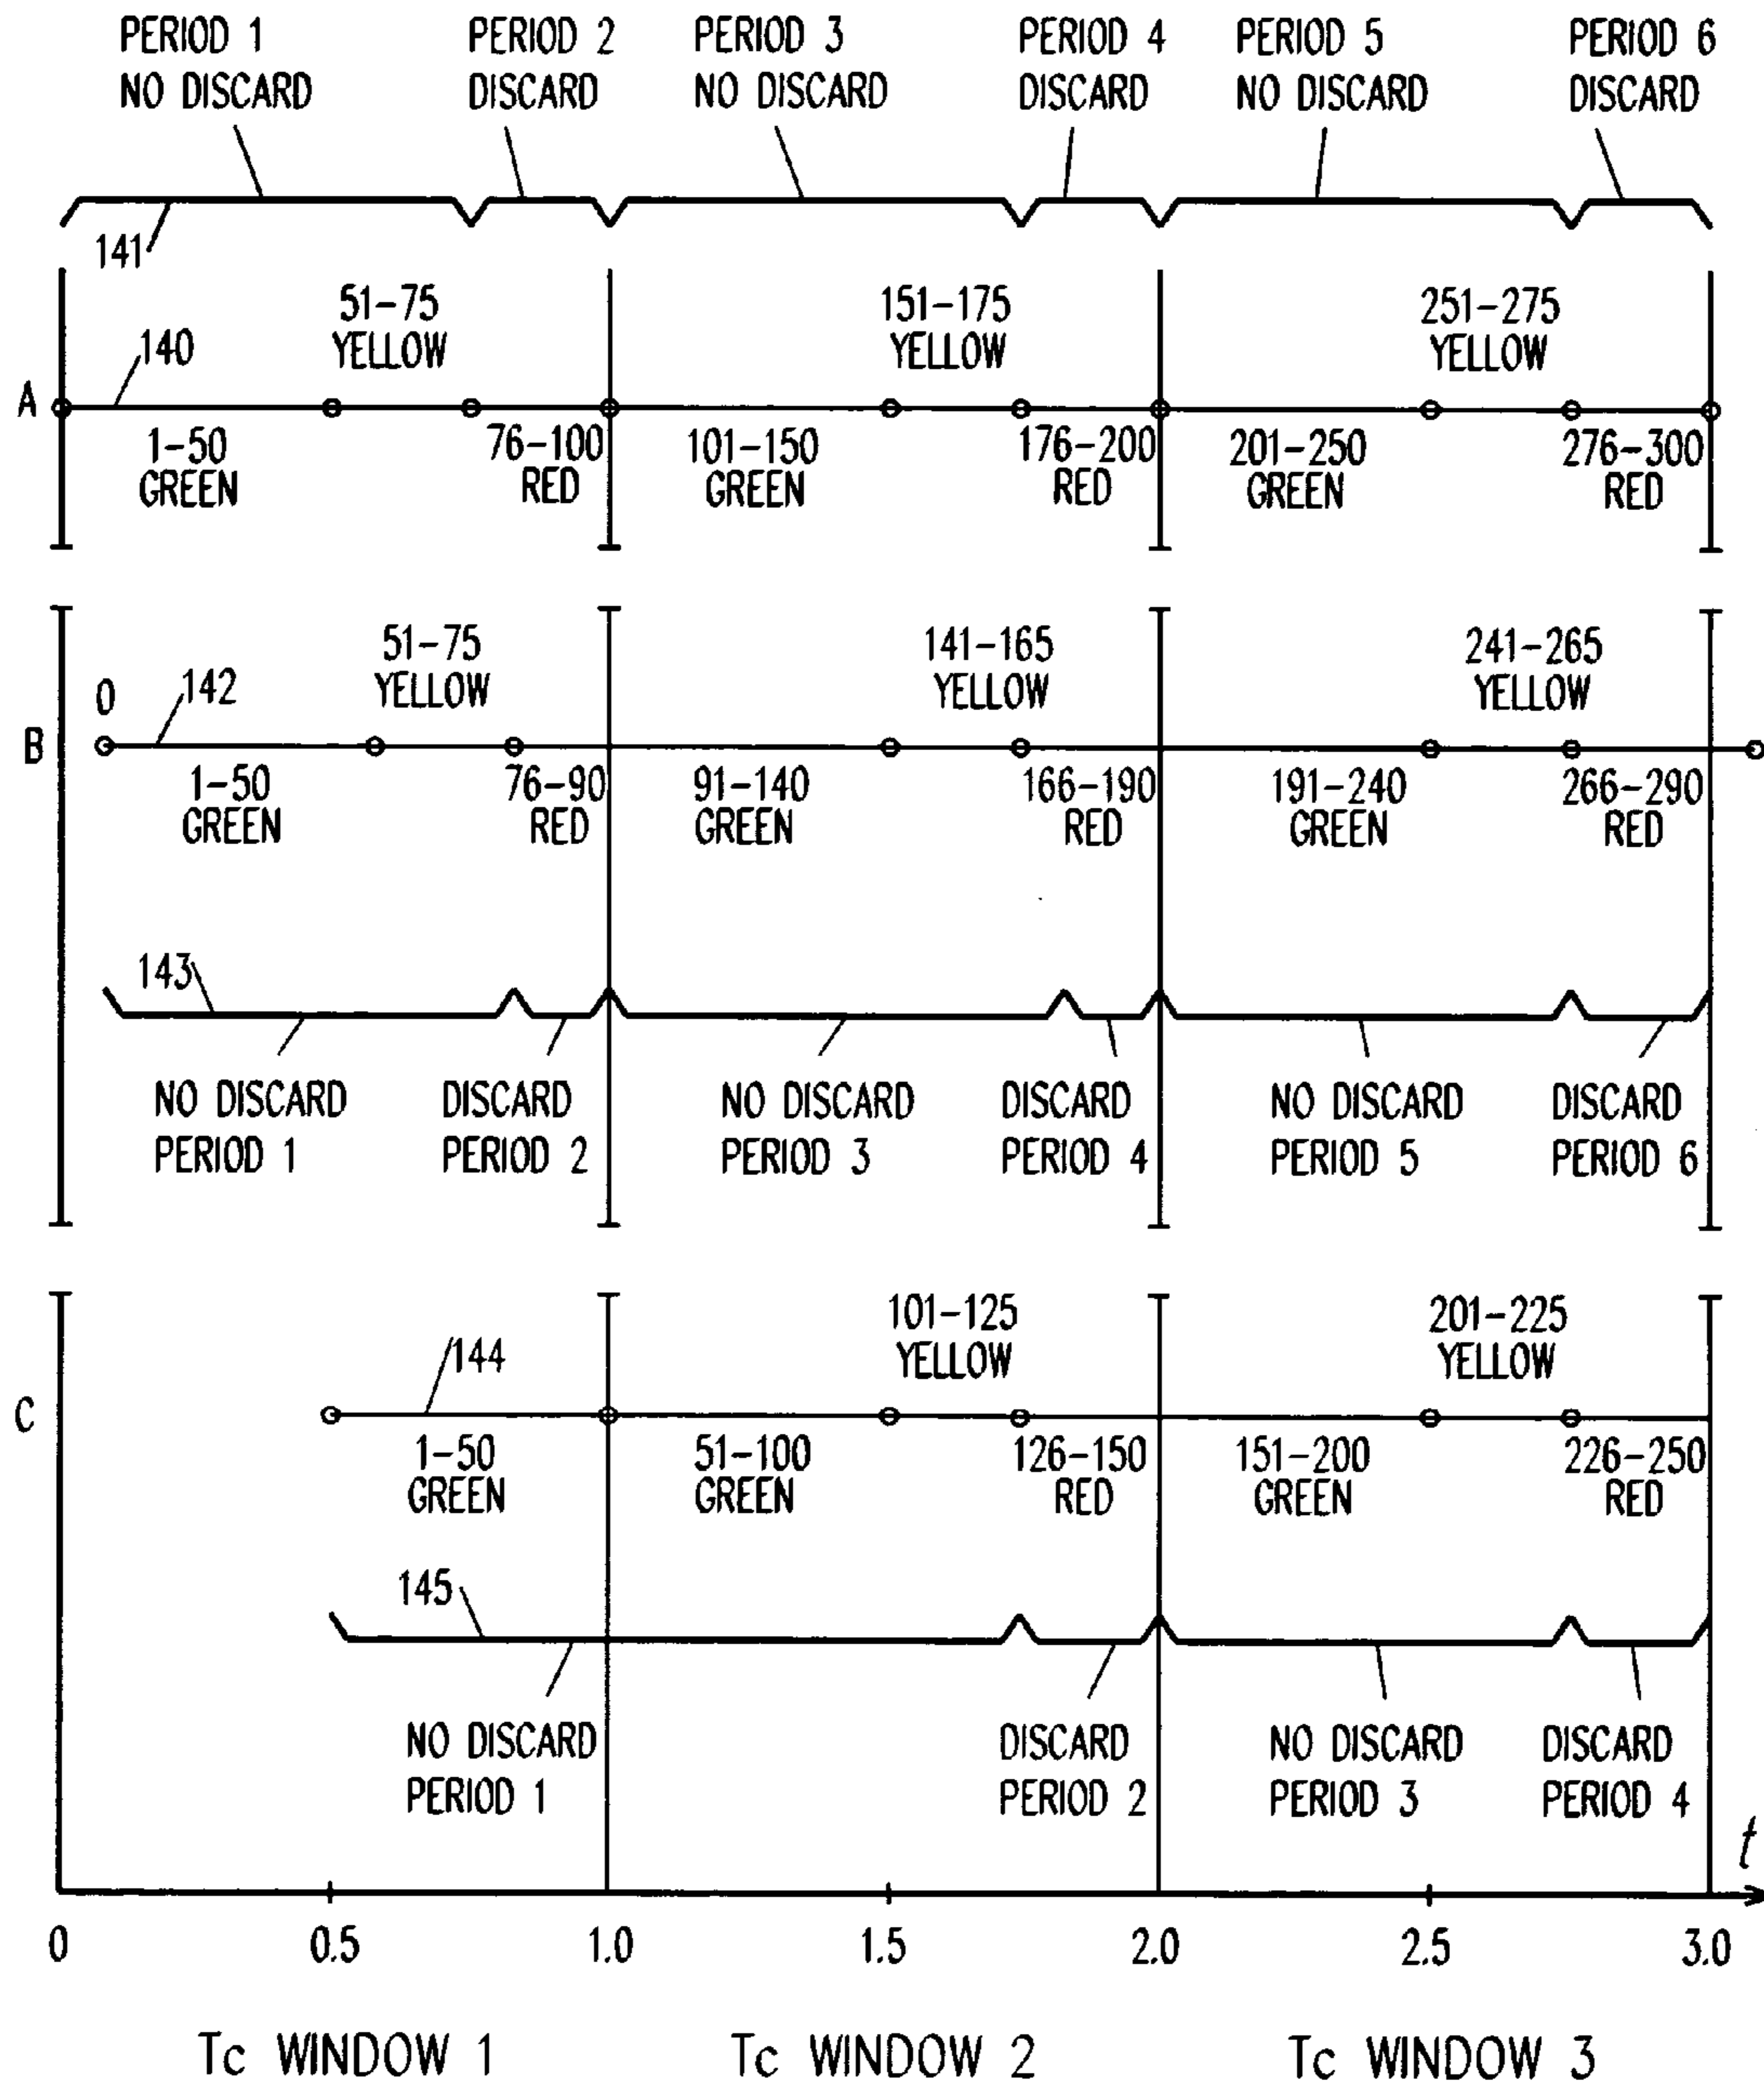 PERIOD 1 PERIOD 2 PERIOD 3 PERIOD 4 PERIOD 5 PERIOD 6
NO DISCARD DISCARD NO DISCARD DISCARD NO DISCARD DISCARD
141
51-75 151-175 251-275
YELLOW YELLOW YELLOW
140
A
1-50 76-100 101-150 176-200 201-250 276-300
GREEN RED GREEN RED GREEN RED
51-75 141-165 241-265
YELLOW YELLOW YELLOW
0 142
B
1-50 76-90 91-140 166-190 191-240 266-290
GREEN RED GREEN RED GREEN RED
143
NO DISCARD DISCARD NO DISCARD DISCARD NO DISCARD DISCARD
PERIOD 1 PERIOD 2 PERIOD 3 PERIOD 4 PERIOD 5 PERIOD 6
101-125 201-225
YELLOW YELLOW
144
C
1-50 51-100 126-150 151-200 226-250
GREEN GREEN RED GREEN RED
145
NO DISCARD DISCARD NO DISCARD DISCARD
PERIOD 1 PERIOD 2 PERIOD 3 PERIOD 4
t
0 0.5 1.0 1.5 2.0 2.5 3.0
Tc WINDOW 1 Tc WINDOW 2 Tc WINDOW 3